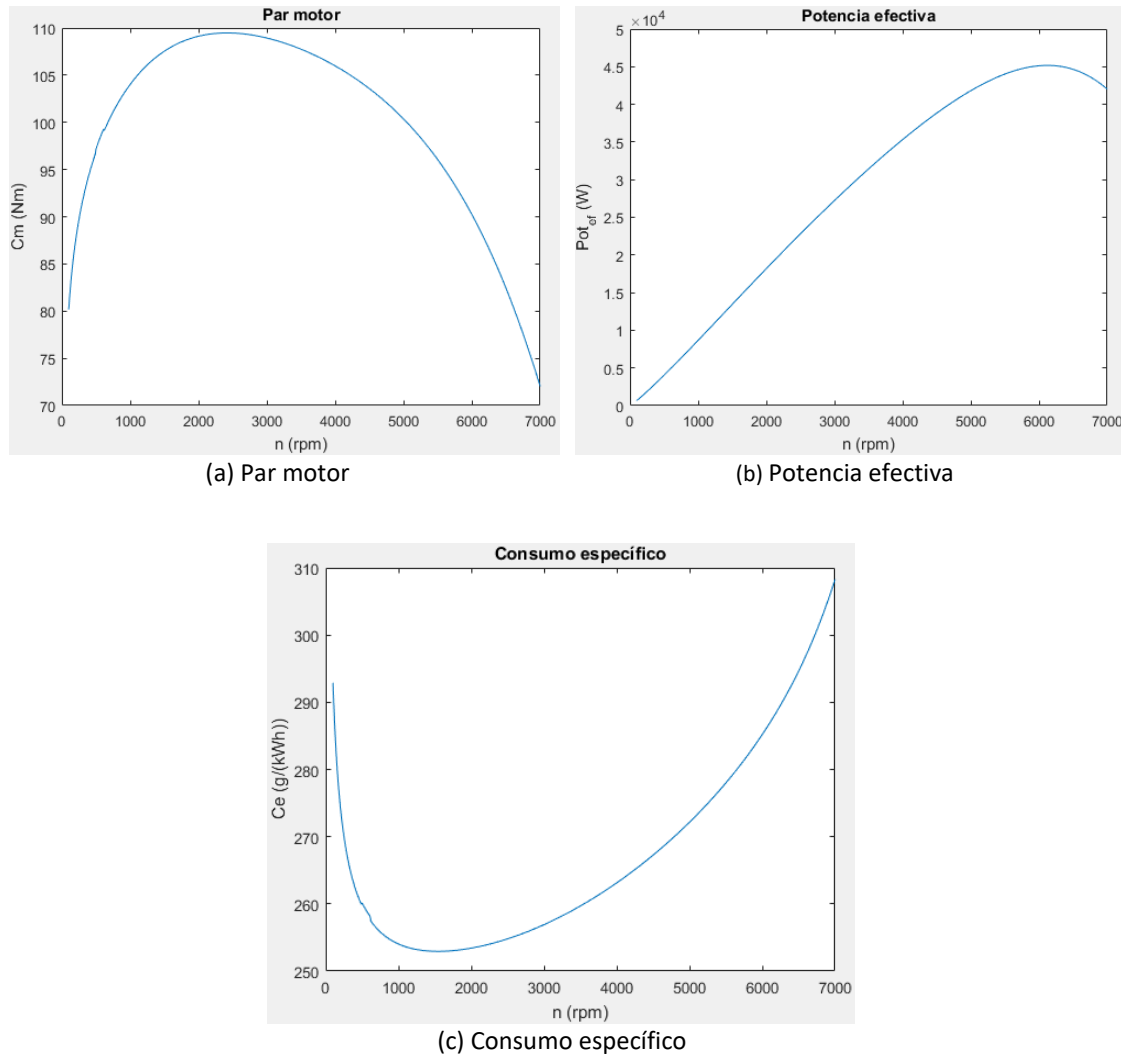 Par motor
110
105
100
95
90
85
80
75
70
Cm (Nm)
0 1000 2000 3000 4000 5000 6000 7000
n (rpm)
(a) Par motor
Potencia efectiva
×10⁴
5
4.5
4
3.5
3
2.5
2
1.5
1
0.5
0
Pot_ef (W)
0 1000 2000 3000 4000 5000 6000 7000
n (rpm)
(b) Potencia efectiva
Consumo específico
310
300
290
280
270
260
250
Ce (g/(kWh))
0 1000 2000 3000 4000 5000 6000 7000
n (rpm)
(c) Consumo específico